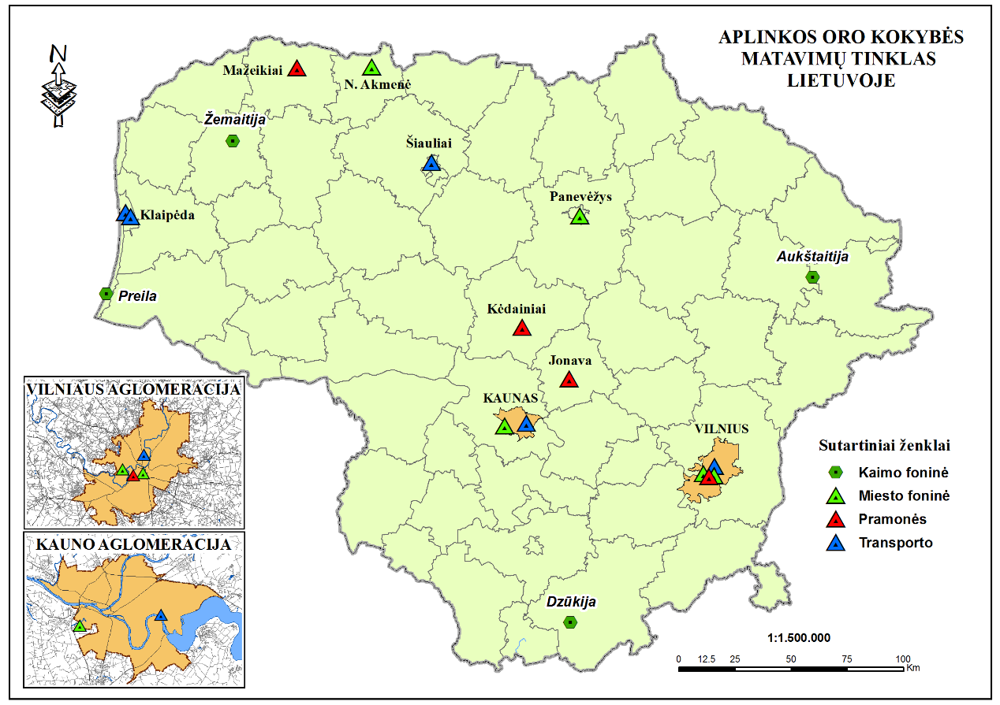 APLINKOS ORO KOKYBĖS
MATAVIMŲ TINKLAS
LIETUVOJE
N
Mažeikiai
N. Akmenė
Žemaitija
Šiauliai
Klaipėda
Panevėžys
Aukštaitija
Preila
Kėdainiai
Jonava
KAUNAS
VILNIUS
Dzūkija
VILNIAUS AGLOMERACIJA
KAUNO AGLOMERACIJA
Sutartiniai ženklai
Kaimo foninė
Miesto foninė
Pramonės
Transporto
1:1.500.000
0 12.5 25 50 75 100
Km